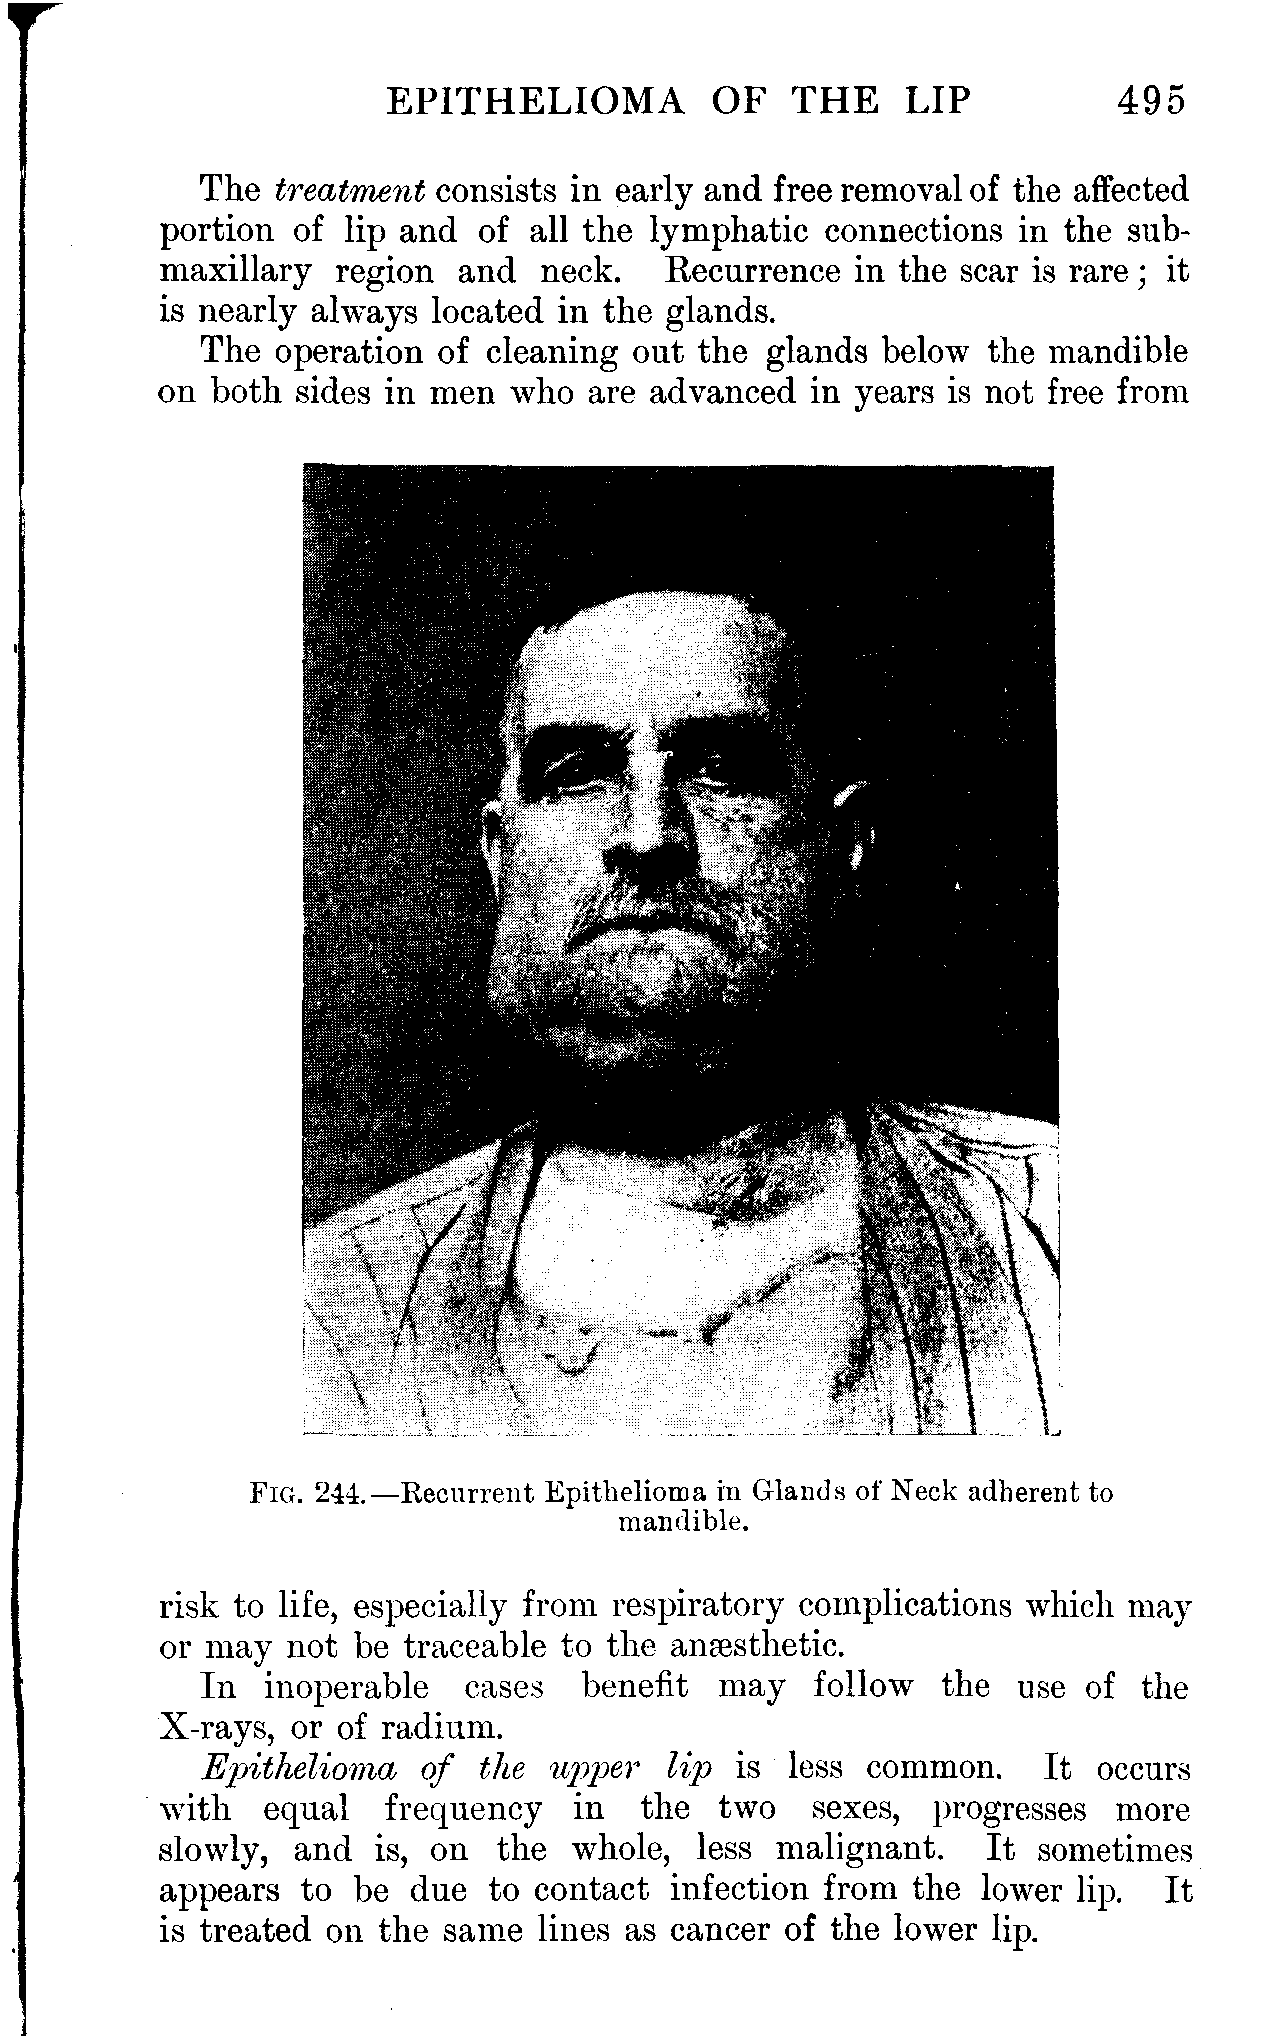 EPITHELIOMA OF THE LIP 495
The treatment consists in early and free removal of the affected
portion of lip and of all the lymphatic connections in the sub-
maxillary region and neck. Recurrence in the scar is rare; it
is nearly always located in the glands.
The operation of cleaning out the glands below the mandible
on both sides in men who are advanced in years is not free from
FIG. 244.—Recurrent Epithelioma in Glands of Neck adherent to
mandible.
risk to life, especially from respiratory complications which may
or may not be traceable to the anæsthetic.
In inoperable cases benefit may follow the use of the
X-rays, or of radium.
Epithelioma of the upper lip is less common. It occurs
with equal frequency in the two sexes, progresses more
slowly, and is, on the whole, less malignant. It sometimes
appears to be due to contact infection from the lower lip. It
is treated on the same lines as cancer of the lower lip.